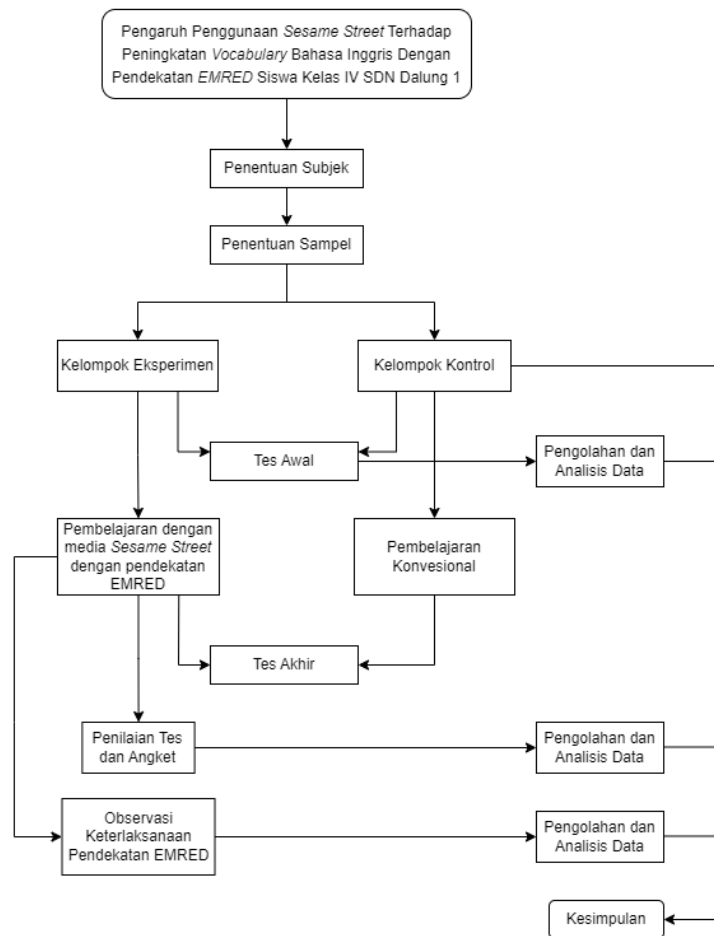 Pengaruh Penggunaan Sesame Street Terhadap
Peningkatan Vocabulary Bahasa Inggris Dengan
Pendekatan EMRED Siswa Kelas IV SDN Dalung 1
Penentuan Subjek
Penentuan Sampel
Kelompok Eksperimen
Kelompok Kontrol
Tes Awal
Pengolahan dan
Analisis Data
Pembelajaran dengan
media Sesame Street
dengan pendekatan
EMRED
Pembelajaran
Konvesional
Tes Akhir
Penilaian Tes
dan Angket
Pengolahan dan
Analisis Data
Observasi
Keterlaksanaan
Pendekatan EMRED
Pengolahan dan
Analisis Data
Kesimpulan